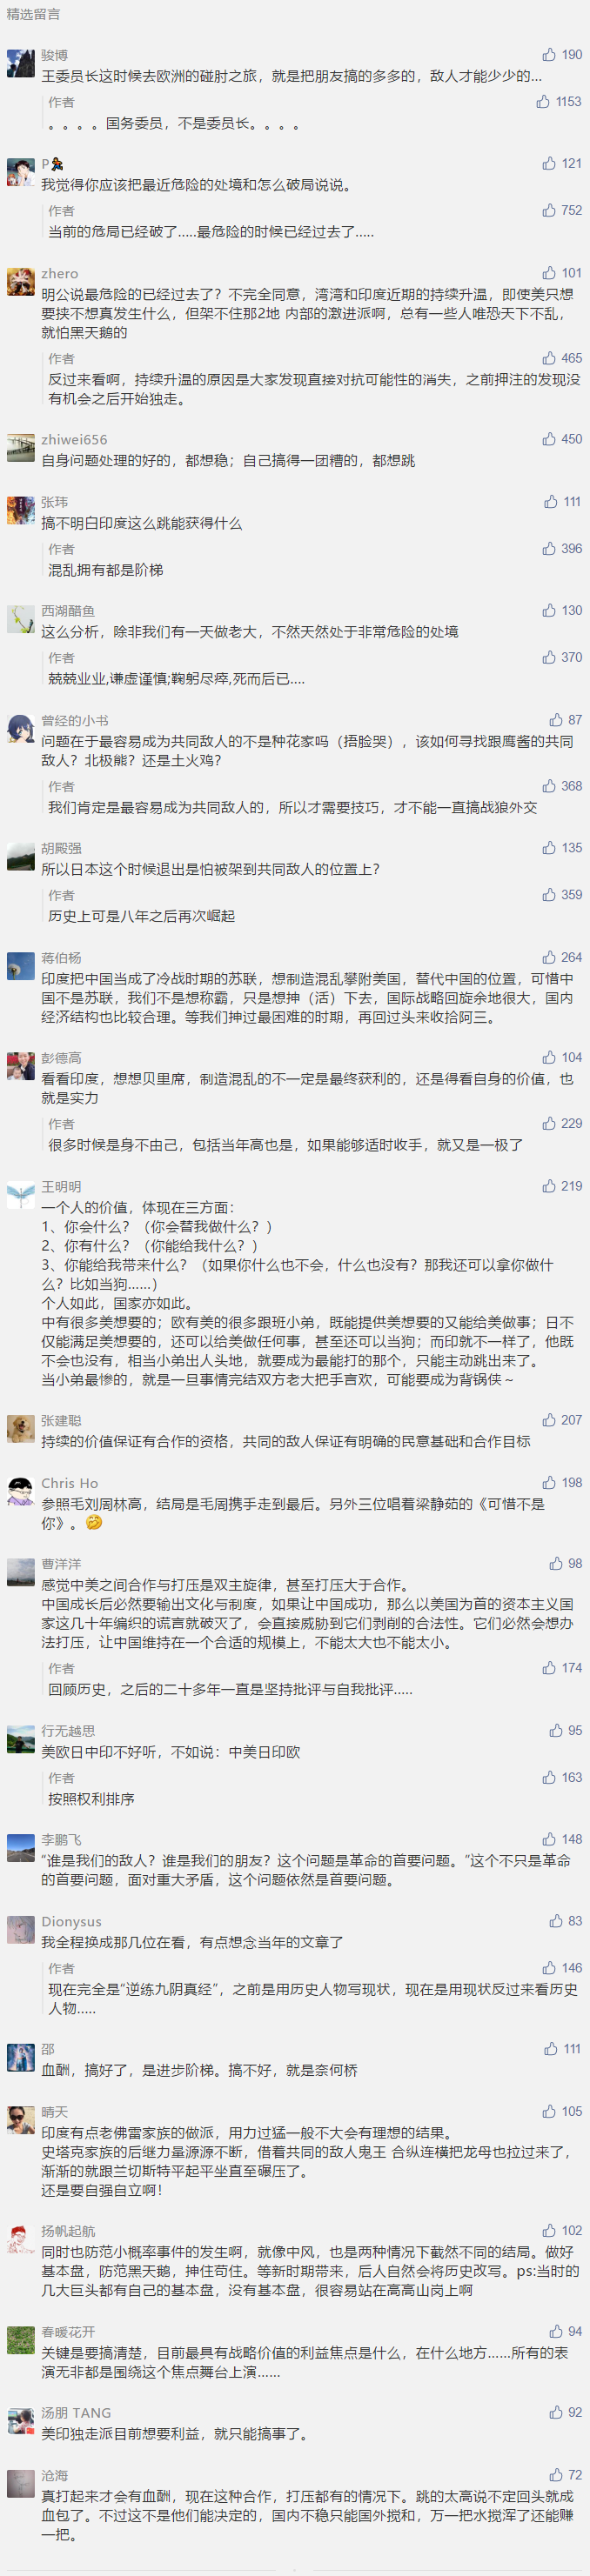 精选留言
骏博 190
王委员长这时候去欧洲的碰肘之旅，就是把朋友搞的多多的，敌人才能少少的...
作者 1153
。。。。国务委员，不是委员长。。。。
P 121
我觉得你应该把最近危险的处境和怎么破局说说。
作者 752
当前的危局已经破了.....最危险的时候已经过去了.....
zhero 101
明公说最危险的已经过去了？不完全同意，湾湾和印度近期的持续升温，即使美只想
要挟不想真发生什么，但架不住那2地 内部的激进派啊，总有一些人唯恐天下不乱，
就怕黑天鹅的
作者 465
反过来看啊，持续升温的原因是大家发现直接对抗可能性的消失，之前押注的发现没
有机会之后开始独走。
zhiwei656 450
自身问题处理的好的，都想稳；自己搞得一团糟的，都想跳
张玮 111
搞不明白印度这么跳能获得什么
作者 396
混乱拥有都是阶梯
西湖醋鱼 130
这么分析，除非我们有一天做老大，不然天然处于非常危险的处境
作者 370
兢兢业业,谦虚谨慎;鞠躬尽瘁,死而后已....
曾经的小书 87
问题在于最容易成为共同敌人的不是种花家吗（捂脸哭），该如何寻找跟鹰酱的共同
敌人？北极熊？还是土火鸡？
作者 368
我们肯定是最容易成为共同敌人的，所以才需要技巧，才不能一直搞战狼外交
胡殿强 135
所以日本这个时候退出是怕被架到共同敌人的位置上？
作者 359
历史上可是八年之后再次崛起
蒋伯杨 264
印度把中国当成了冷战时期的苏联，想制造混乱攀附美国，替代中国的位置，可惜中
国不是苏联，我们不是想称霸，只是想抻（活）下去，国际战略回旋余地很大，国内
经济结构也比较合理。等我们抻过最困难的时期，再回过头来收拾阿三。
彭德高 104
看看印度，想想贝里席，制造混乱的不一定是最终获利的，还是得看自身的价值，也
就是实力
作者 229
很多时候是身不由己，包括当年高也是，如果能够适时收手，就又是一极了
王明明 219
一个人的价值，体现在三方面：
1、你会什么？（你会替我做什么？）
2、你有什么？（你能给我什么？）
3、你能给我带来什么？（如果你什么也不会，什么也没有？那我还可以拿你做什
么？比如当狗......）
个人如此，国家亦如此。
中有很多美想要的；欧有美的很多跟班小弟，既能提供美想要的又能给美做事；日不
仅能满足美想要的，还可以给美做任何事，甚至还可以当狗；而印就不一样了，他既
不会也没有，相当小弟出人头地，就要成为最能打的那个，只能主动跳出来了。
当小弟最惨的，就是一旦事情完结双方老大把手言欢，可能要成为背锅侠～
张建聪 207
持续的价值保证有合作的资格，共同的敌人保证有明确的民意基础和合作目标
Chris Ho 198
参照毛刘周林高，结局是毛周携手走到最后。另外三位唱着梁静茹的《可惜不是
你》。🤣
曹洋洋 98
感觉中美之间合作与打压是双主旋律，甚至打压大于合作。
中国成长后必然要输出文化与制度，如果让中国成功，那么以美国为首的资本主义国
家这几十年编织的谎言就破灭了，会直接威胁到它们剥削的合法性。它们必然会想办
法打压，让中国维持在一个合适的规模上，不能太大也不能太小。
作者 174
回顾历史，之后的二十多年一直是坚持批评与自我批评.....
行无越思 95
美欧日中印不好听，不如说：中美日印欧
作者 163
按照权利排序
李鹏飞 148
“谁是我们的敌人？谁是我们的朋友？这个问题是革命的首要问题。”这个不只是革命
的首要问题，面对重大矛盾，这个问题依然是首要问题。
Dionysus 83
我全程换成那几位在看，有点想念当年的文章了
作者 146
现在完全是“逆练九阴真经”，之前是用历史人物写现状，现在是用现状反过来看历史
人物.....
邵 111
血酬，搞好了，是进步阶梯。搞不好，就是奈何桥
晴天 105
印度有点老佛雷家族的做派，用力过猛一般不大会有理想的结果。
史塔克家族的后继力量源源不断，借着共同的敌人鬼王 合纵连横把龙母也拉过来了，
渐渐的就跟兰切斯特平起平坐直至碾压了。
还是要自强自立啊！
扬帆起航 102
同时也防范小概率事件的发生啊，就像中风，也是两种情况下截然不同的结局。做好
基本盘，防范黑天鹅，抻住苟住。等新时期带来，后人自然会将历史改写。ps:当时的
几大巨头都有自己的基本盘，没有基本盘，很容易站在高高山岗上啊
春暖花开 94
关键是要搞清楚，目前最具有战略价值的利益焦点是什么，在什么地方......所有的表
演无非都是围绕这个焦点舞台上演......
汤朋 TANG 92
美印独走派目前想要利益，就只能搞事了。
沧海 72
真打起来才会有血酬，现在这种合作，打压都有的情况下。跳的太高说不定回头就成
血包了。不过这不是他们能决定的，国内不稳只能国外搅和，万一把水搅浑了还能赚
一把。